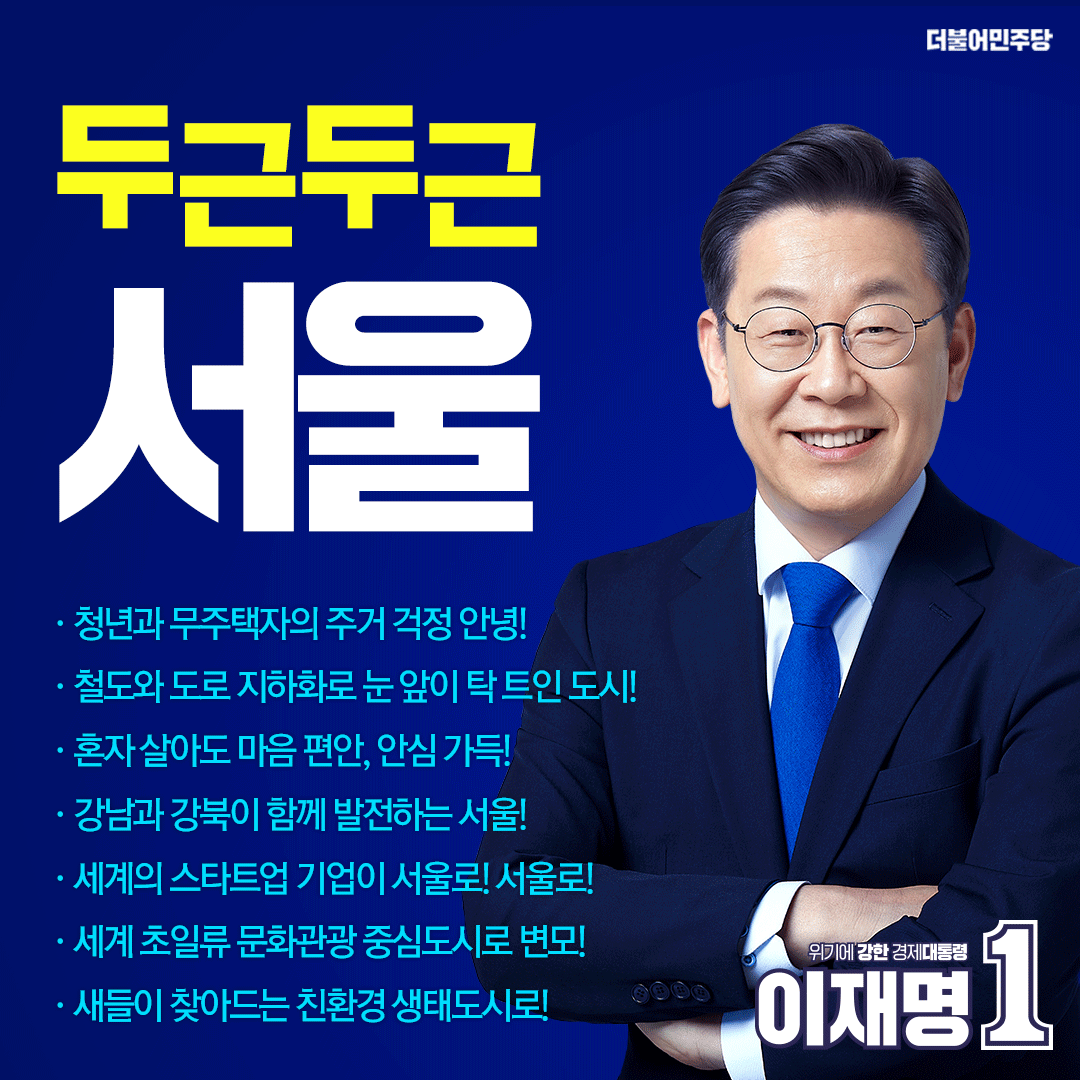 더불어민주당
두근두근
서울
· 청년과 무주택자의 주거 걱정 안녕!
· 철도와 도로 지하화로 눈 앞이 탁 트인 도시!
· 혼자 살아도 마음 편안, 안심 가득!
· 강남과 강북이 함께 발전하는 서울!
· 세계의 스타트업 기업이 서울로! 서울로!
· 세계 초일류 문화관광 중심도시로 변모!
· 새들이 찾아드는 친환경 생태도시로!
위기에 강한 경제대통령
이재명 1